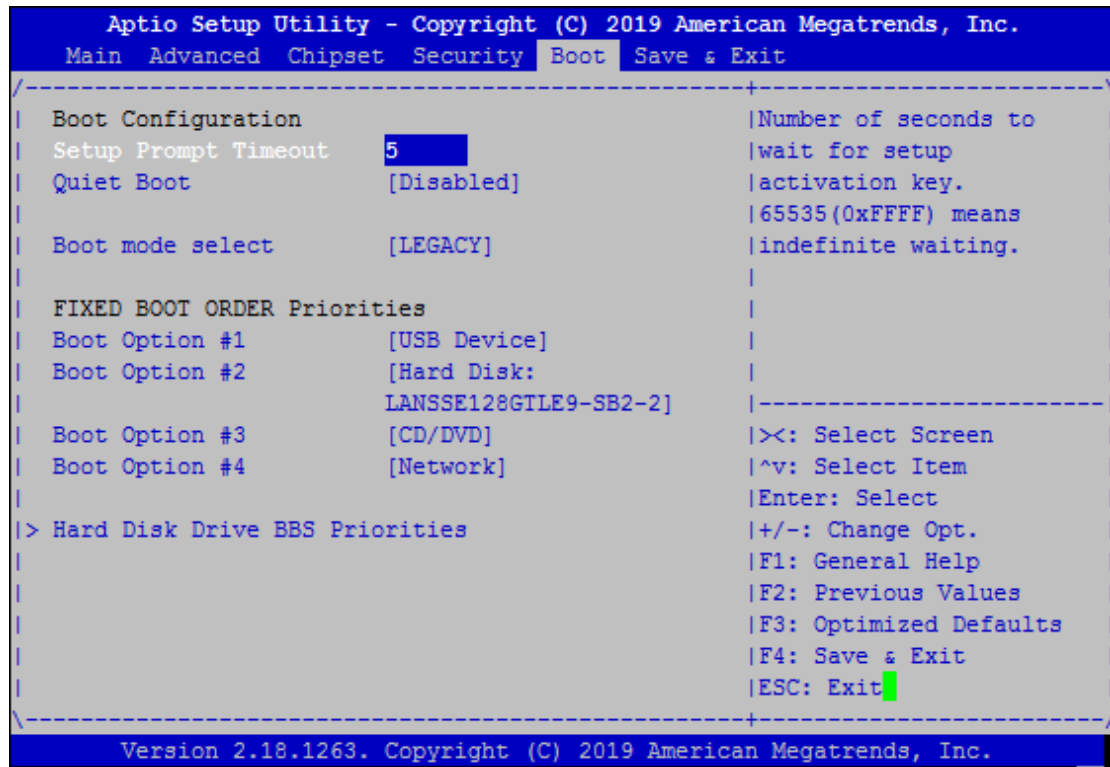 Aptio Setup Utility - Copyright (C) 2019 American Megatrends, Inc.
Main Advanced Chipset Security Boot Save & Exit
Boot Configuration
Setup Prompt Timeout 5
Quiet Boot [Disabled]
Boot mode select [LEGACY]
FIXED BOOT ORDER Priorities
Boot Option #1 [USB Device]
Boot Option #2 [Hard Disk:
LANSSE128GTLE9-SB2-2]
Boot Option #3 [CD/DVD]
Boot Option #4 [Network]
> Hard Disk Drive BBS Priorities
Number of seconds to
wait for setup
activation key.
65535(0xFFFF) means
indefinite waiting.
><: Select Screen
^v: Select Item
Enter: Select
+/-: Change Opt.
F1: General Help
F2: Previous Values
F3: Optimized Defaults
F4: Save & Exit
ESC: Exit
Version 2.18.1263. Copyright (C) 2019 American Megatrends, Inc.